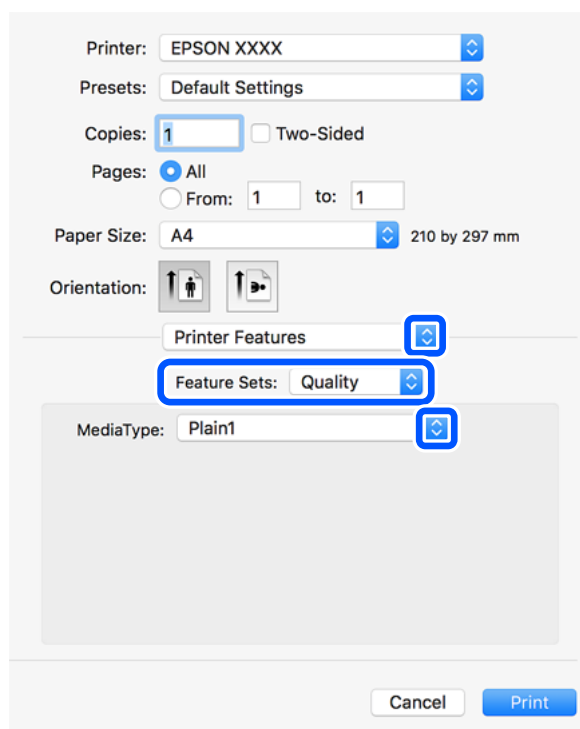 Printer: EPSON XXXX
Presets: Default Settings
Copies: 1 Two-Sided
Pages: All
From: 1 to: 1
Paper Size: A4 210 by 297 mm
Orientation:
Printer Features
Feature Sets: Quality
MediaType: Plain1
Cancel Print